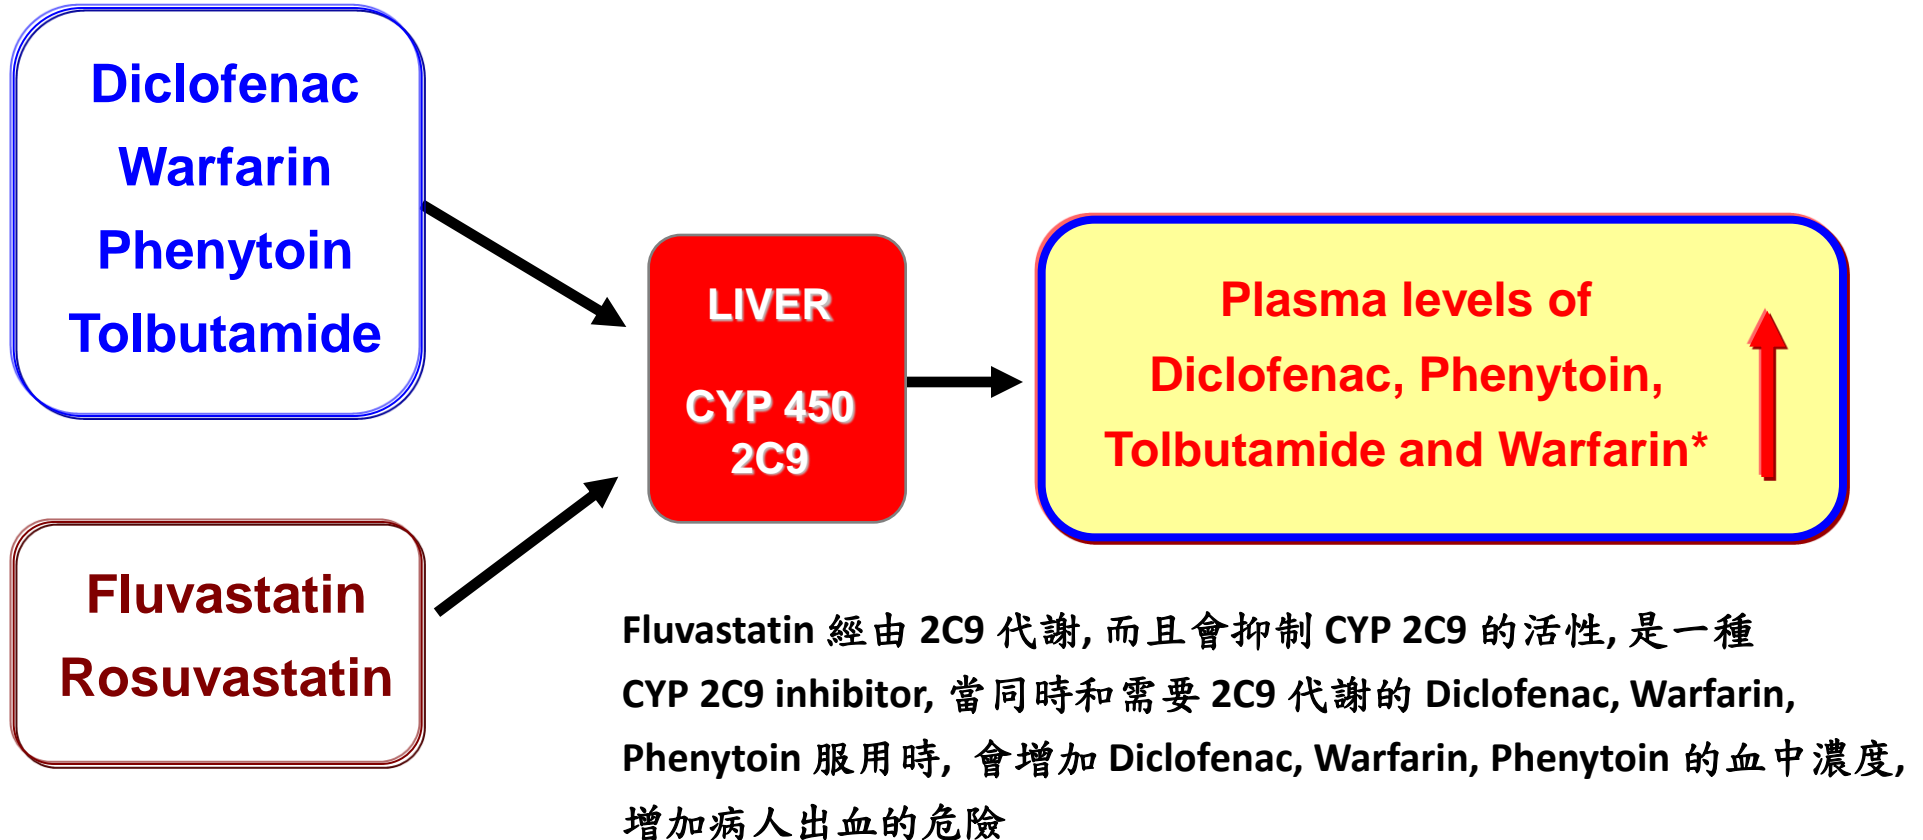 Diclofenac
Warfarin
Phenytoin
Tolbutamide
Fluvastatin
Rosuvastatin
LIVER
CYP 450
2C9
Plasma levels of
Diclofenac, Phenytoin,
Tolbutamide and Warfarin*
Fluvastatin 經由 2C9 代謝, 而且會抑制 CYP 2C9 的活性, 是一種
CYP 2C9 inhibitor, 當同時和需要 2C9 代謝的 Diclofenac, Warfarin,
Phenytoin 服用時, 會增加 Diclofenac, Warfarin, Phenytoin 的血中濃度,
增加病人出血的危險